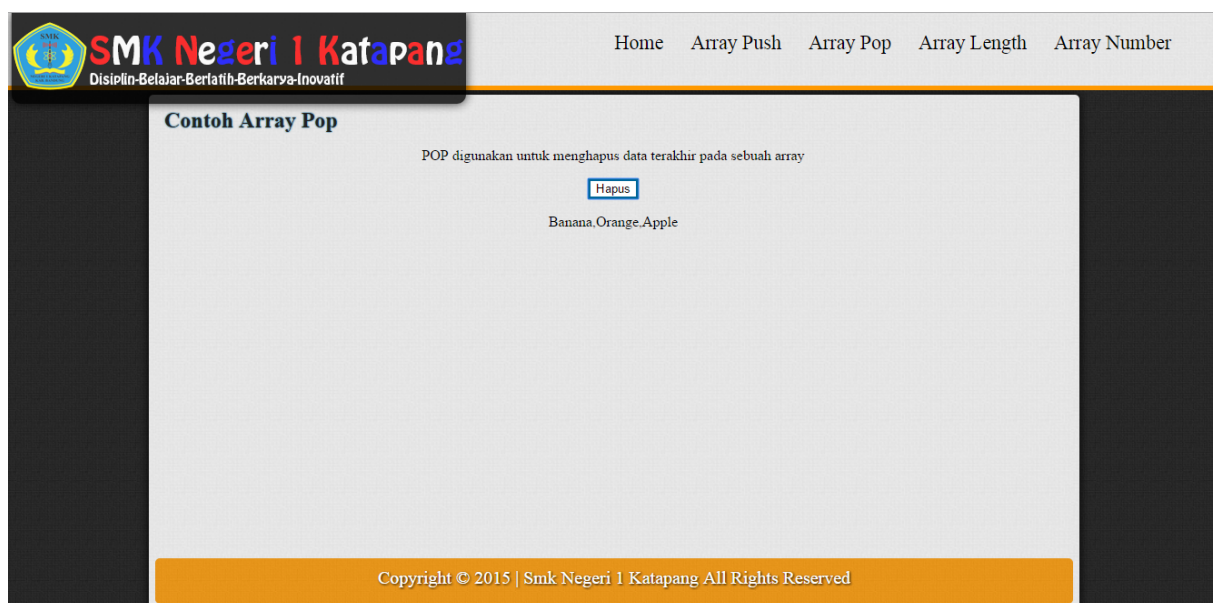 SMK
SMK Negeri 1 Katapang
Disiplin-Belajar-Berlatih-Berkarya-Inovatif
Home Array Push Array Pop Array Length Array Number
Contoh Array Pop
POP digunakan untuk menghapus data terakhir pada sebuah array
Hapus
Banana,Orange,Apple
Copyright © 2015 | Smk Negeri 1 Katapang All Rights Reserved